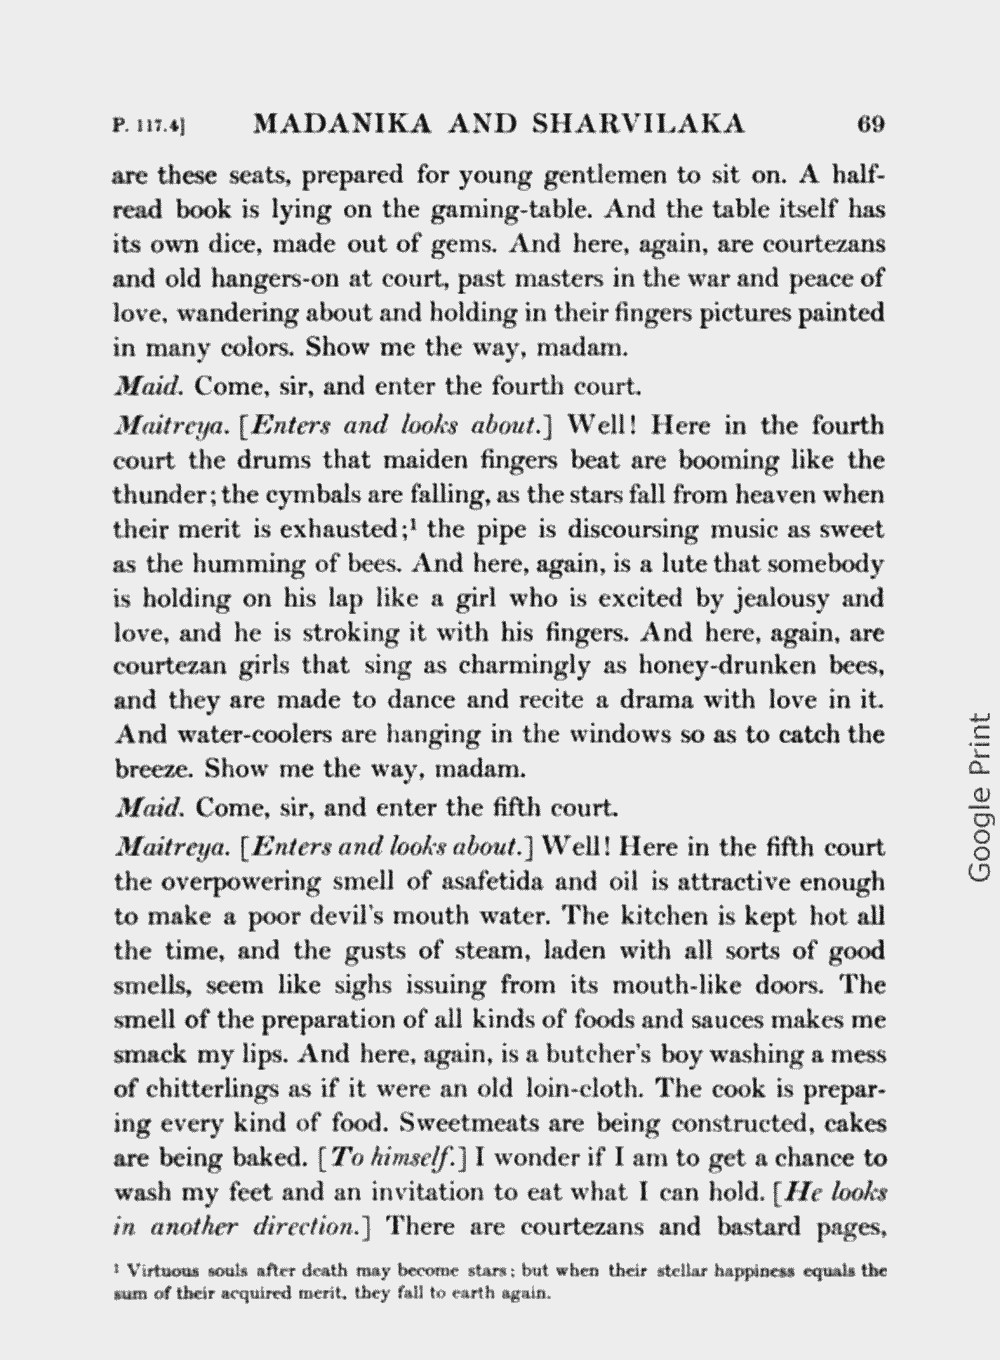 P. 117.4] MADANIKA AND SHARVILAKA 69
are these seats, prepared for young gentlemen to sit on. A half-
read book is lying on the gaming-table. And the table itself has
its own dice, made out of gems. And here, again, are courtezans
and old hangers-on at court, past masters in the war and peace of
love, wandering about and holding in their fingers pictures painted
in many colors. Show me the way, madam.
Maid. Come, sir, and enter the fourth court.
Maitreya. [Enters and looks about.] Well! Here in the fourth
court the drums that maiden fingers beat are booming like the
thunder; the cymbals are falling, as the stars fall from heaven when
their merit is exhausted;¹ the pipe is discoursing music as sweet
as the humming of bees. And here, again, is a lute that somebody
is holding on his lap like a girl who is excited by jealousy and
love, and he is stroking it with his fingers. And here, again, are
courtezan girls that sing as charmingly as honey-drunken bees,
and they are made to dance and recite a drama with love in it.
And water-coolers are hanging in the windows so as to catch the
breeze. Show me the way, madam.
Maid. Come, sir, and enter the fifth court.
Maitreya. [Enters and looks about.] Well! Here in the fifth court
the overpowering smell of asafetida and oil is attractive enough
to make a poor devil's mouth water. The kitchen is kept hot all
the time, and the gusts of steam, laden with all sorts of good
smells, seem like sighs issuing from its mouth-like doors. The
smell of the preparation of all kinds of foods and sauces makes me
smack my lips. And here, again, is a butcher's boy washing a mess
of chitterlings as if it were an old loin-cloth. The cook is prepar-
ing every kind of food. Sweetmeats are being constructed, cakes
are being baked. [To himself.] I wonder if I am to get a chance to
wash my feet and an invitation to eat what I can hold. [He looks
in another direction.] There are courtezans and bastard pages,
¹ Virtuous souls after death may become stars; but when their stellar happiness equals the
sum of their acquired merit, they fall to earth again.
Google Print